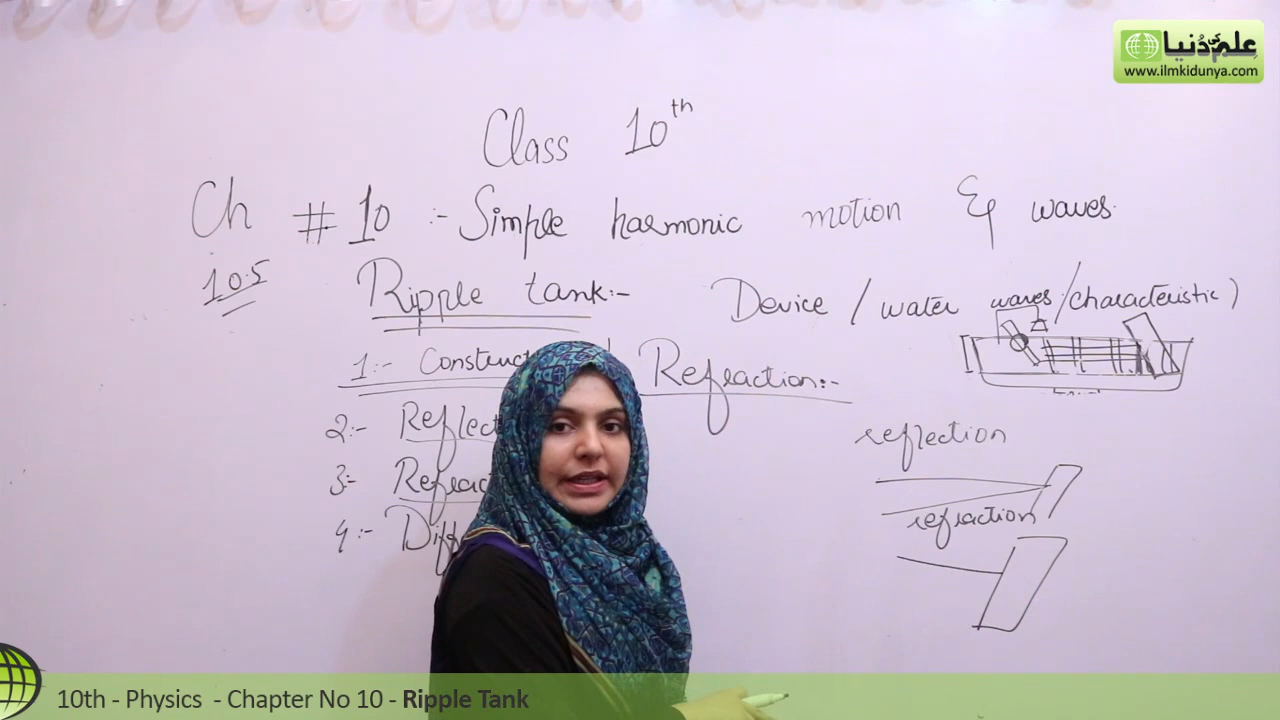 علم کی دُنیا
www.ilmkidunya.com
Class 10th
Ch # 10 :- Simple harmonic motion & waves.
10.5 Ripple tank:- Device / water waves / characteristic)
1:- Construct
Refraction:-
2:- Reflect
reflection
3:- Refrac
refraction
4:- Diff
10th - Physics - Chapter No 10 - Ripple Tank